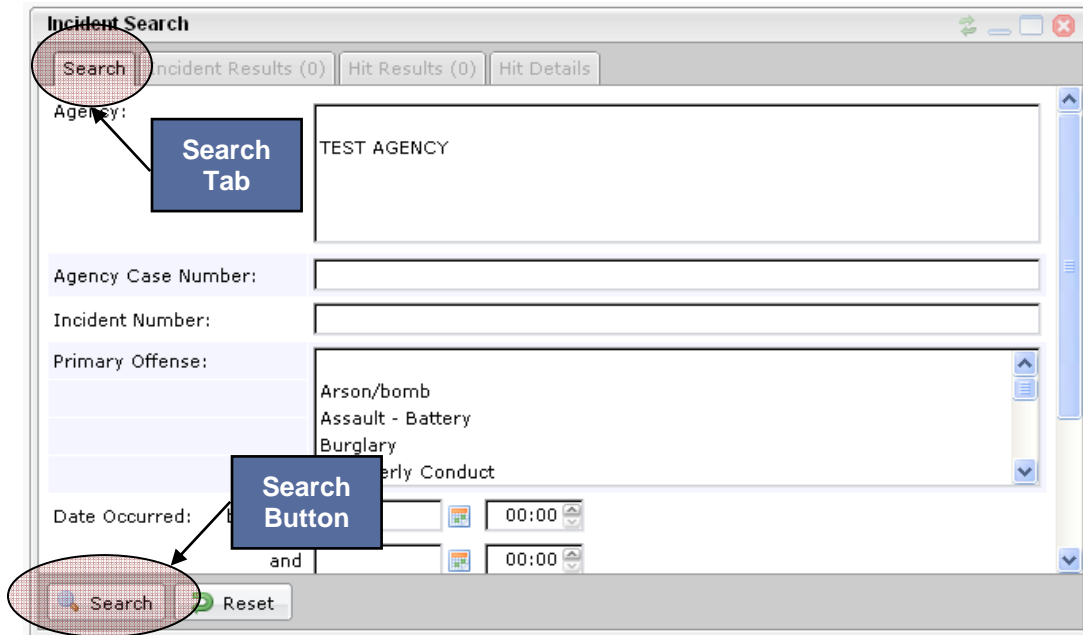 Incident Search
Search
Incident Results (0)
Hit Results (0)
Hit Details
Agency:
TEST AGENCY
Search
Tab
Agency Case Number:
Incident Number:
Primary Offense:
Arson/bomb
Assault - Battery
Burglary
erly Conduct
Search
Button
Date Occurred:
00:00
and
00:00
Search
Reset